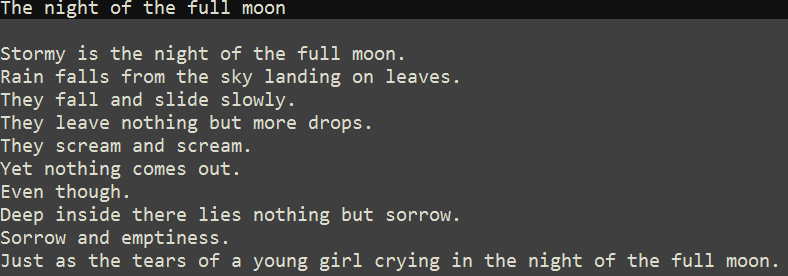 The night of the full moon
Stormy is the night of the full moon.
Rain falls from the sky landing on leaves.
They fall and slide slowly.
They leave nothing but more drops.
They scream and scream.
Yet nothing comes out.
Even though.
Deep inside there lies nothing but sorrow.
Sorrow and emptiness.
Just as the tears of a young girl crying in the night of the full moon.